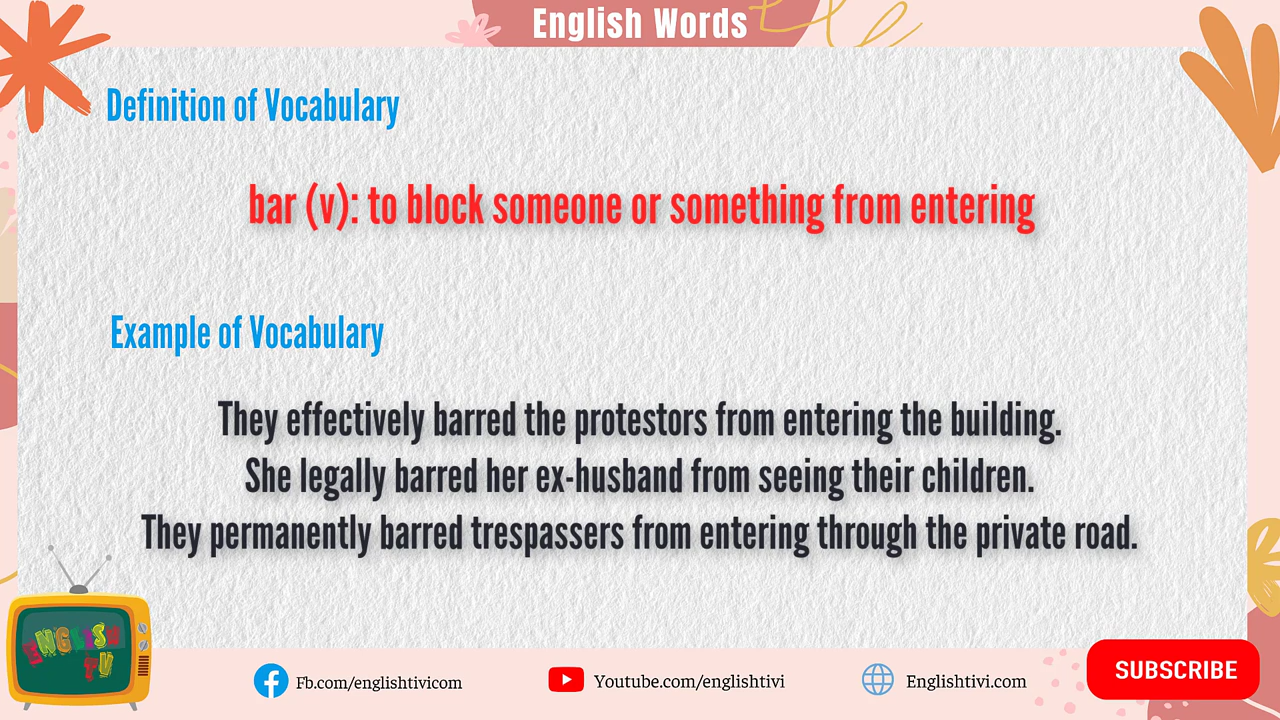 English Words
Definition of Vocabulary
bar (v): to block someone or something from entering
Example of Vocabulary
They effectively barred the protestors from entering the building.
She legally barred her ex-husband from seeing their children.
They permanently barred trespassers from entering through the private road.
ENGLISH
TV
Fb.com/englishtivicom
Youtube.com/englishtivi
Englishtivi.com
SUBSCRIBE